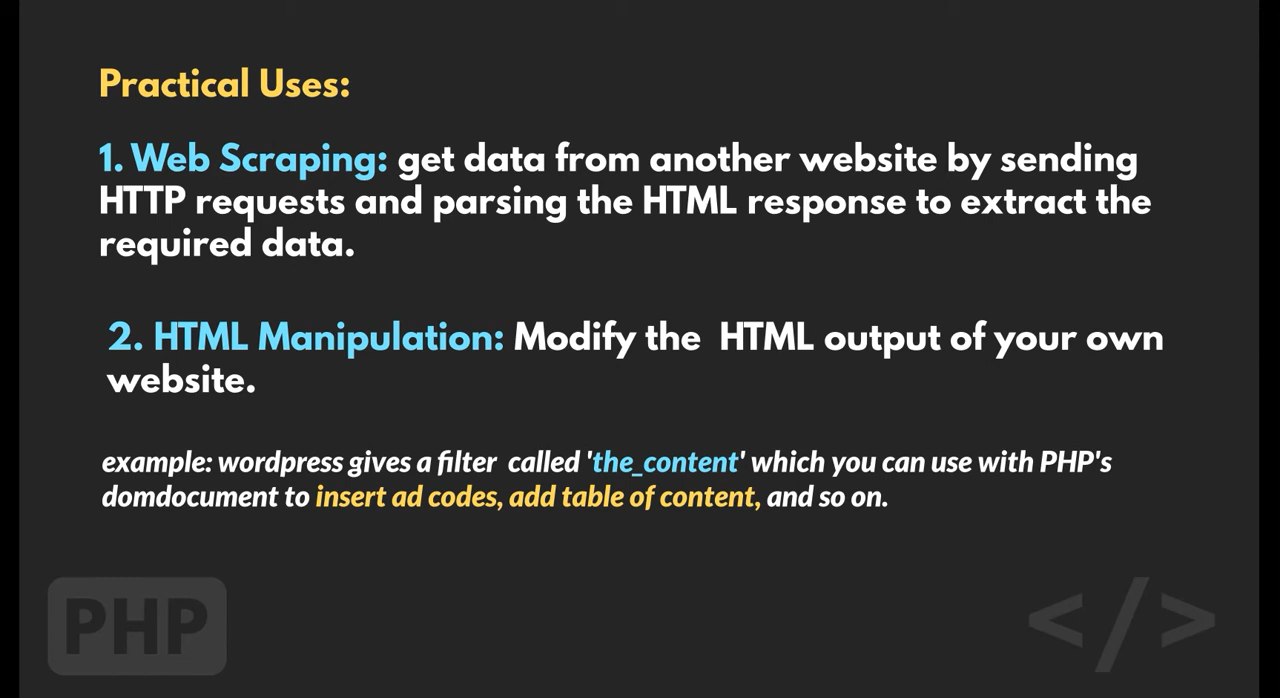 Practical Uses:
1. Web Scraping: get data from another website by sending
HTTP requests and parsing the HTML response to extract the
required data.
2. HTML Manipulation: Modify the  HTML output of your own
website.
example: wordpress gives a filter  called 'the_content' which you can use with PHP's
domdocument to insert ad codes, add table of content, and so on.
PHP
</>